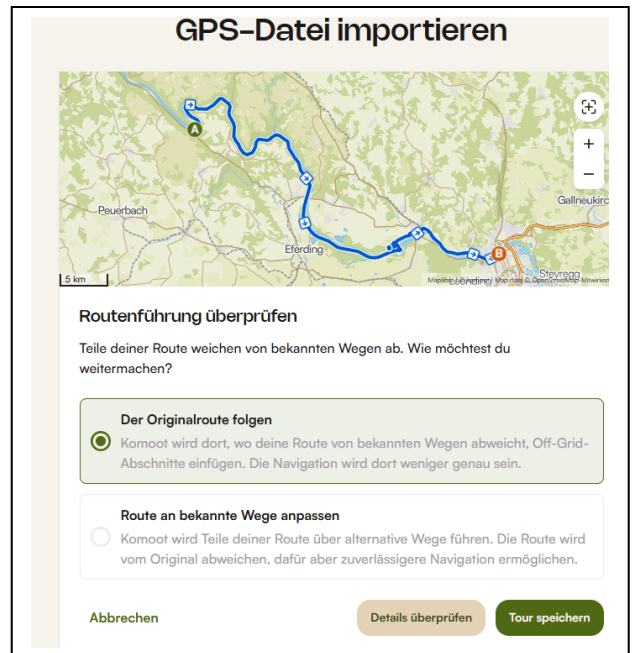 GPS-Datei importieren
A
Peuerbach
Gallneukirc
Eferding
B
5 km
Steyregg
Routenführung überprüfen
Teile deiner Route weichen von bekannten Wegen ab. Wie möchtest du
weitermachen?
Der Originalroute folgen
Komoot wird dort, wo deine Route von bekannten Wegen abweicht, Off-Grid-
Abschnitte einfügen. Die Navigation wird dort weniger genau sein.
Route an bekannte Wege anpassen
Komoot wird Teile deiner Route über alternative Wege führen. Die Route wird
vom Original abweichen, dafür aber zuverlässigere Navigation ermöglichen.
Abbrechen
Details überprüfen
Tour speichern